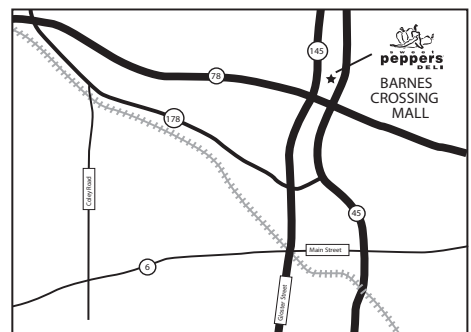 sweet
peppers
DELI
BARNES
CROSSING
MALL
145
78
178
Coley Road
45
Main Street
6
Gloster Street